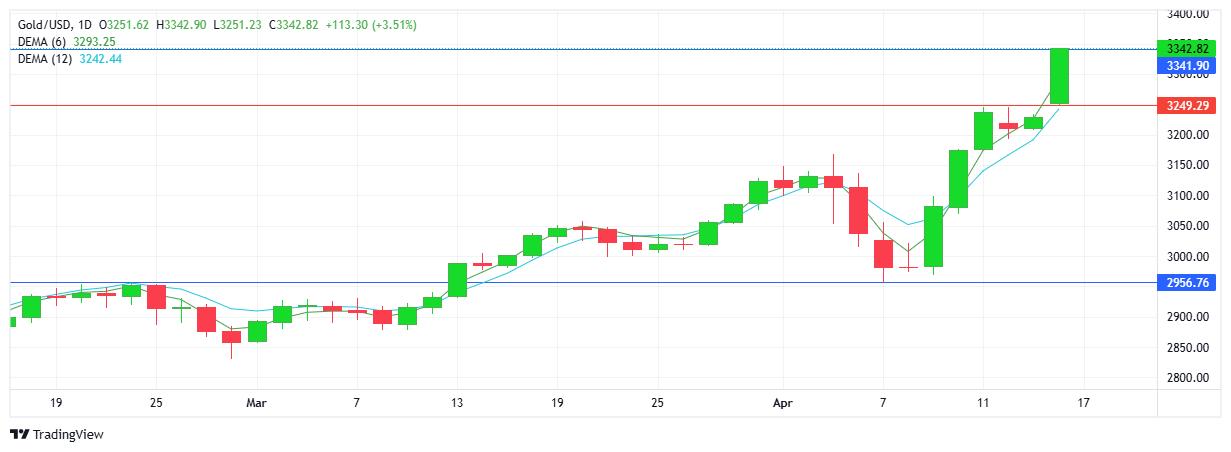 Gold/USD, 1D O3251.62 H3342.90 L3251.23 C3342.82 +113.30 (+3.51%)
DEMA (6) 3293.25
DEMA (12) 3242.44
3400.00
3342.82
3341.90
3300.00
3249.29
3200.00
3150.00
3100.00
3050.00
3000.00
2956.76
2900.00
2850.00
2800.00
19 25 Mar 7 13 19 25 Apr 7 11 17
TradingView